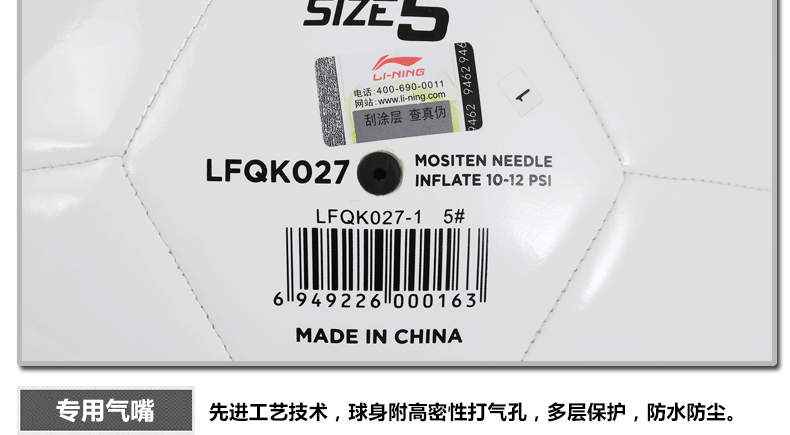 SIZE 5
LI-NING
电话:400-690-0011
网站:www.li-ning.com
刮涂层 查真伪
9462 9462 946
1
LFQK027
MOSITEN NEEDLE
INFLATE 10-12 PSI
LFQK027-1 5#
6 949226 000163
MADE IN CHINA
专用气嘴
先进工艺技术，球身附高密性打气孔，多层保护，防水防尘。